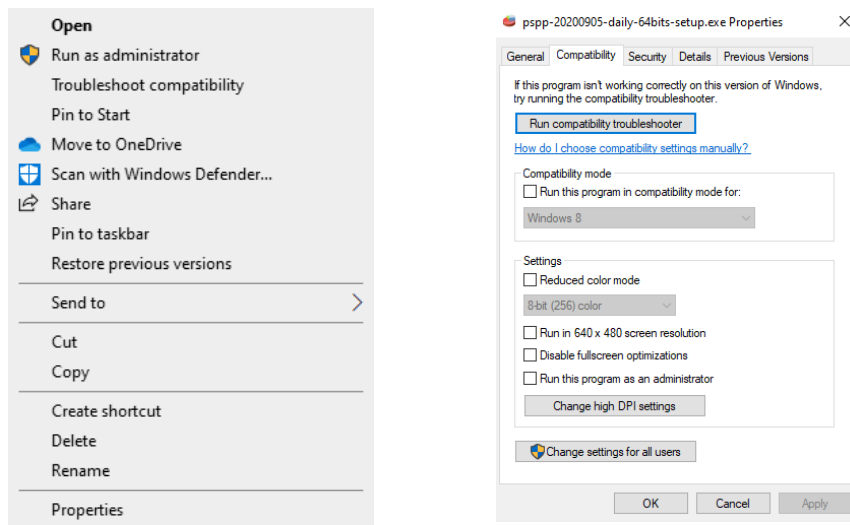 Open
Run as administrator
Troubleshoot compatibility
Pin to Start
Move to OneDrive
Scan with Windows Defender...
Share
Pin to taskbar
Restore previous versions
Send to
Cut
Copy
Create shortcut
Delete
Rename
Properties
pspp-20200905-daily-64bits-setup.exe Properties
General Compatibility Security Details Previous Versions
If this program isn't working correctly on this version of Windows,
try running the compatibility troubleshooter.
Run compatibility troubleshooter
How do I choose compatibility settings manually?
Compatibility mode
Run this program in compatibility mode for:
Windows 8
Settings
Reduced color mode
8-bit (256) color
Run in 640 x 480 screen resolution
Disable fullscreen optimizations
Run this program as an administrator
Change high DPI settings
Change settings for all users
OK Cancel Apply